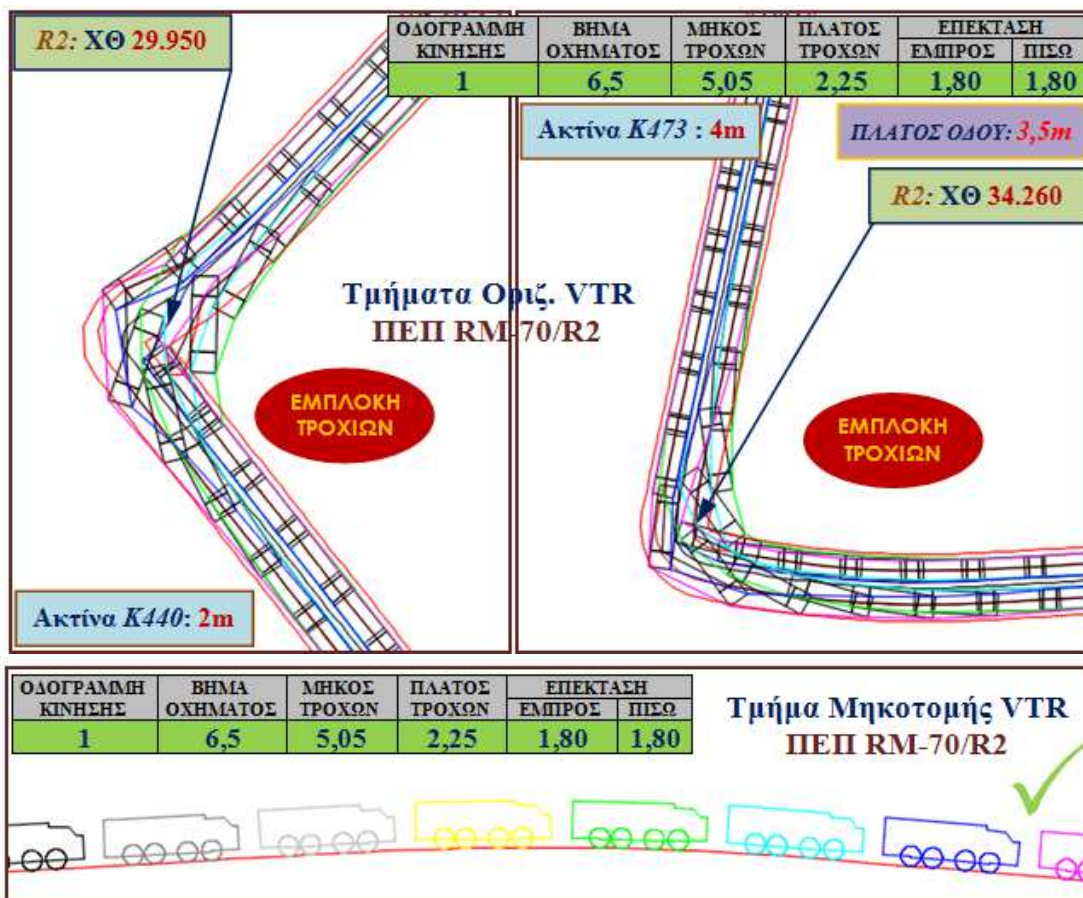 R2: ΧΘ 29.950
ΟΔΟΓΡΑΜΜΗ ΚΙΝΗΣΗΣ ΒΗΜΑ ΟΧΗΜΑΤΟΣ ΜΗΚΟΣ ΤΡΟΧΩΝ ΠΛΑΤΟΣ ΤΡΟΧΩΝ ΕΠΕΚΤΑΣΗ
ΕΜΠΡΟΣ ΠΙΣΩ
1 6,5 5,05 2,25 1,80 1,80
Ακτίνα K473 : 4m
ΠΛΑΤΟΣ ΟΔΟΥ: 3,5m
R2: ΧΘ 34.260
Τμήματα Οριζ. VTR
ΠΕΠ RM-70/R2
ΕΜΠΛΟΚΗ
ΤΡΟΧΙΩΝ
ΕΜΠΛΟΚΗ
ΤΡΟΧΙΩΝ
Ακτίνα K440: 2m
ΟΔΟΓΡΑΜΜΗ ΚΙΝΗΣΗΣ ΒΗΜΑ ΟΧΗΜΑΤΟΣ ΜΗΚΟΣ ΤΡΟΧΩΝ ΠΛΑΤΟΣ ΤΡΟΧΩΝ ΕΠΕΚΤΑΣΗ
ΕΜΠΡΟΣ ΠΙΣΩ
1 6,5 5,05 2,25 1,80 1,80
Τμήμα Μηκοτομής VTR
ΠΕΠ RM-70/R2